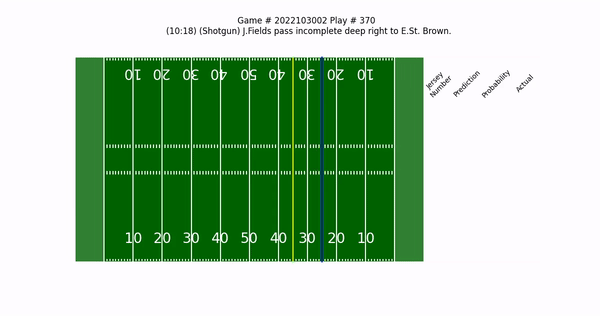 Game # 2022103002 Play # 370
(10:18) (Shotgun) J.Fields pass incomplete deep right to E.St. Brown.
10 20 30 40 50 40 30 20 10
Jersey Number
Prediction
Probability
Actual
10 20 30 40 50 40 30 20 10